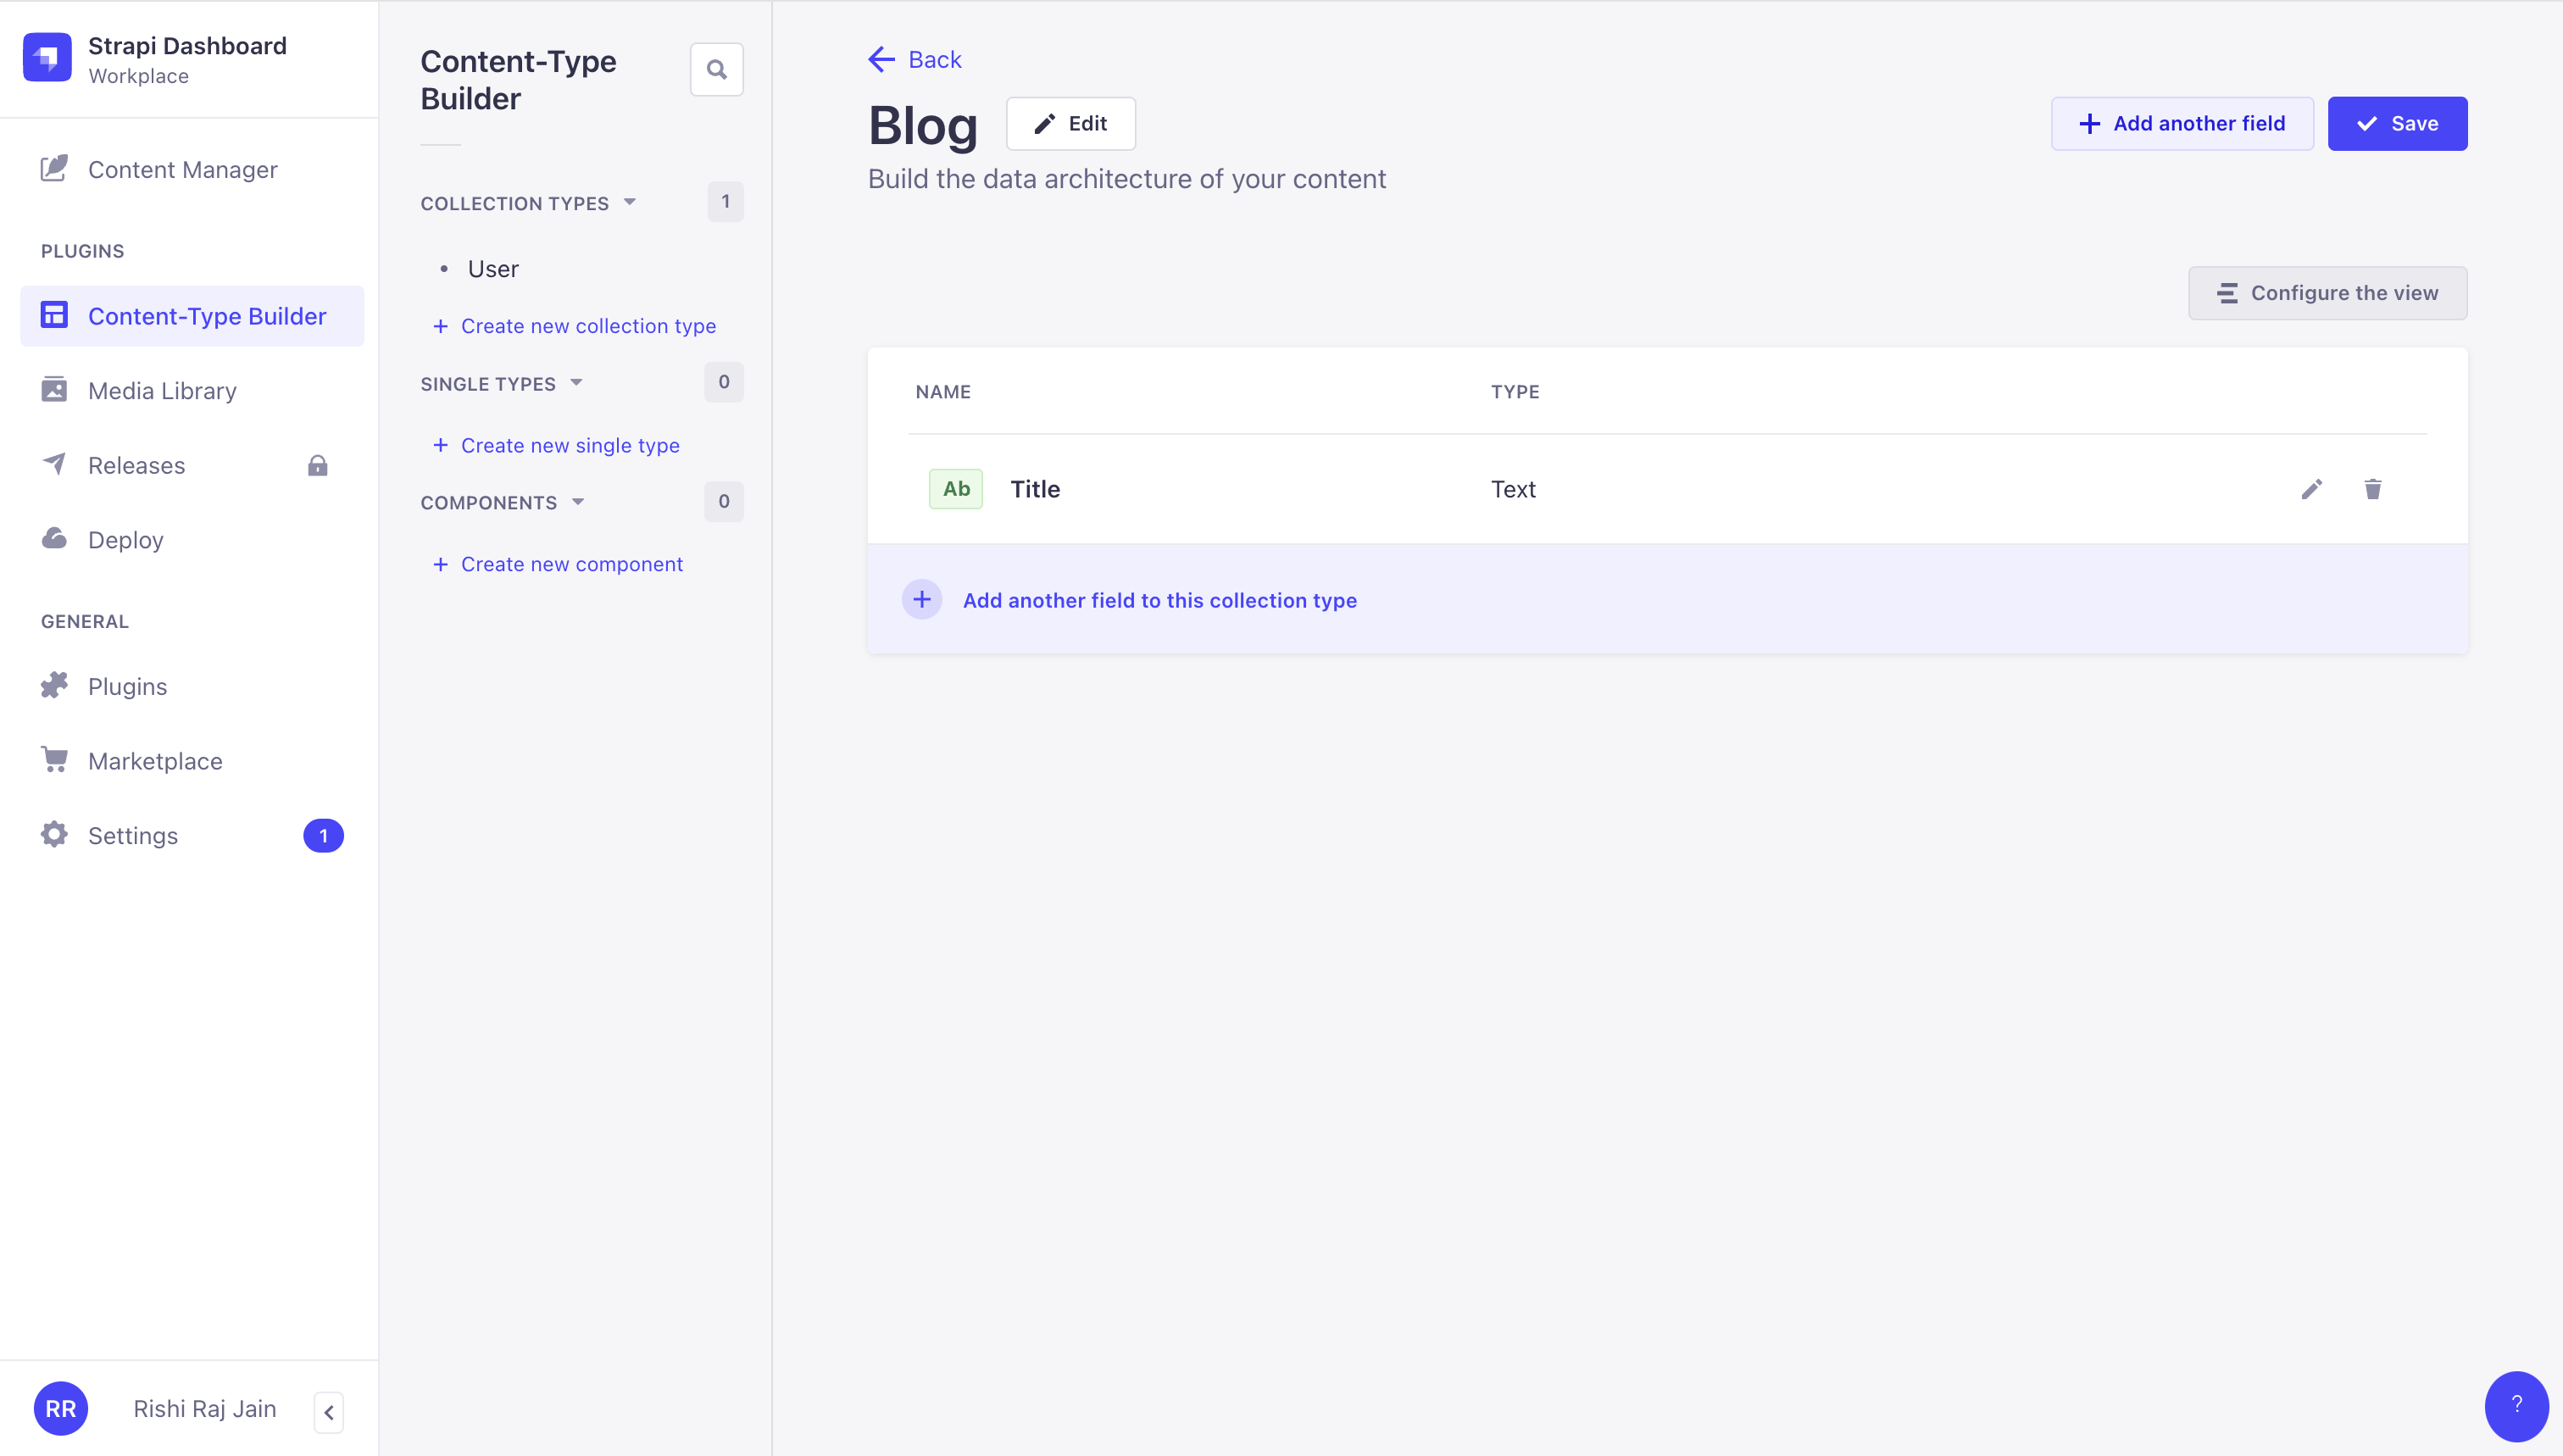 Strapi Dashboard
Workplace
Content Manager
PLUGINS
Content-Type Builder
Media Library
Releases
Deploy
GENERAL
Plugins
Marketplace
Settings
1
RR
Rishi Raj Jain
Content-Type
Builder
COLLECTION TYPES
1
• User
+ Create new collection type
SINGLE TYPES
0
+ Create new single type
COMPONENTS
0
+ Create new component
Back
Blog
Edit
Add another field
Save
Build the data architecture of your content
Configure the view
NAME TYPE
Ab Title Text
Add another field to this collection type
?